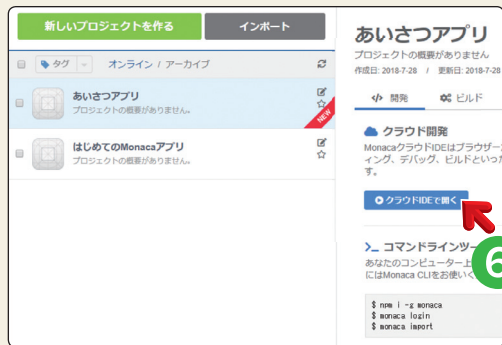 新しいプロジェクトを作る
インポート
タグ
オンライン / アーカイブ
あいさつアプリ
プロジェクトの概要がありません。
NEW
はじめてのMonacaアプリ
プロジェクトの概要がありません。
あいさつアプリ
プロジェクトの概要がありません
作成日: 2018-7-28 / 更新日: 2018-7-28
</> 開発
ビルド
クラウド開発
MonacaクラウドIDEはブラウザー
ィング、デバッグ、ビルドといっ
す。
クラウドIDEで開く
6
>_ コマンドラインツー
あなたのコンピューター上
にはMonaca CLIをお使いく
$ npm i -g monaca
$ monaca login
$ monaca import